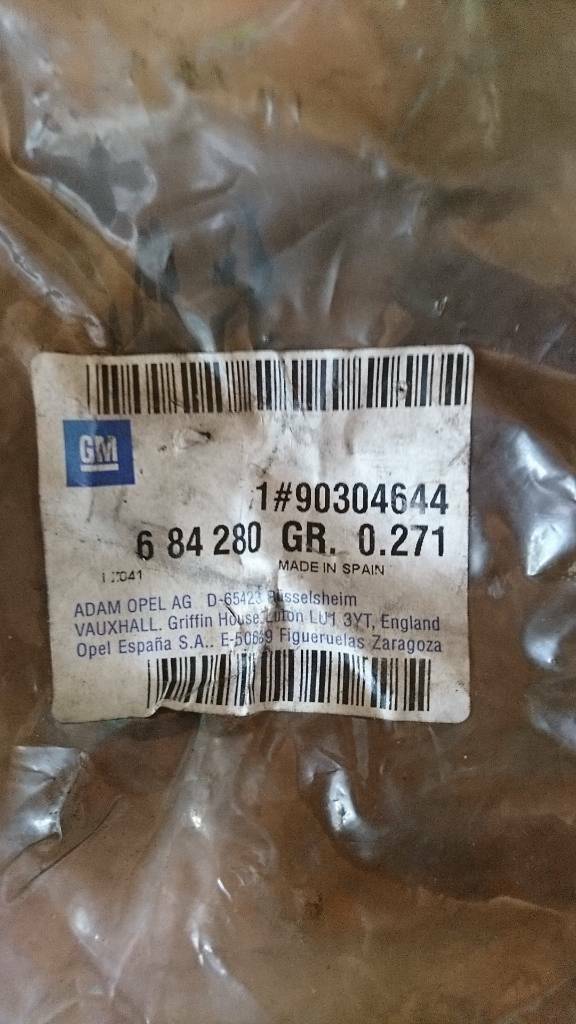 GM
1#90304644
6 84 280 GR. 0.271
MADE IN SPAIN
ADAM OPEL AG D-65423 Rüsselsheim
VAUXHALL. Griffin House, Luton LU1 3YT, England
Opel España S.A.. E-50639 Figueruelas Zaragoza